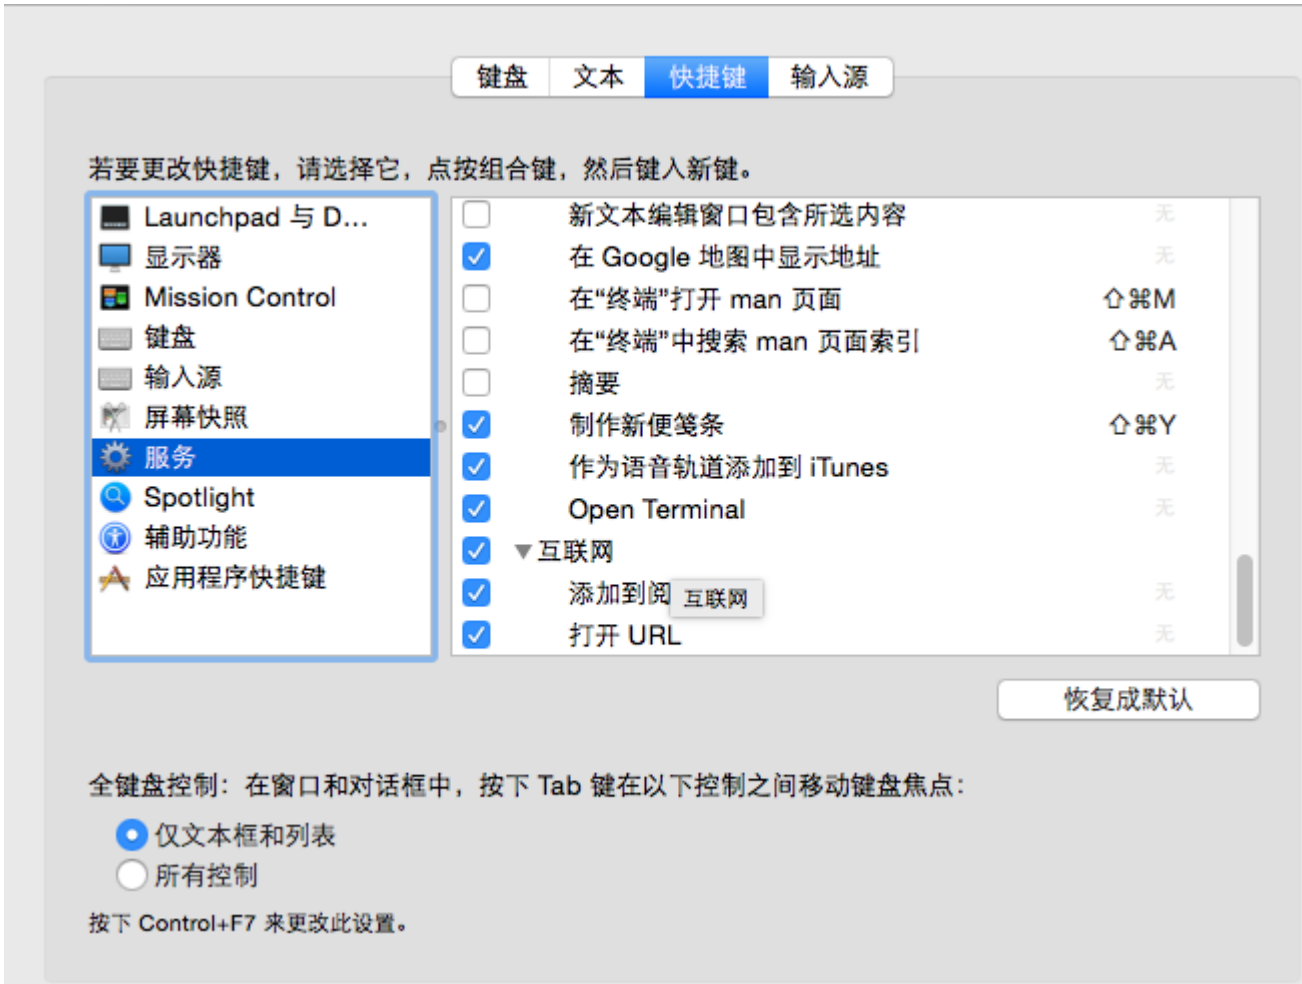 键盘 文本 快捷键 输入源
若要更改快捷键，请选择它，点按组合键，然后键入新键。
Launchpad 与 D...
显示器
Mission Control
键盘
输入源
屏幕快照
服务
Spotlight
辅助功能
应用程序快捷键
新文本编辑窗口包含所选内容 无
在 Google 地图中显示地址 无
在“终端”打开 man 页面 ⇧⌘M
在“终端”中搜索 man 页面索引 ⇧⌘A
摘要 无
制作新便笺条 ⇧⌘Y
作为语音轨道添加到 iTunes 无
Open Terminal 无
互联网
添加到阅 无
互联网
打开 URL 无
恢复成默认
全键盘控制：在窗口和对话框中，按下 Tab 键在以下控制之间移动键盘焦点：
仅文本框和列表
所有控制
按下 Control+F7 来更改此设置。